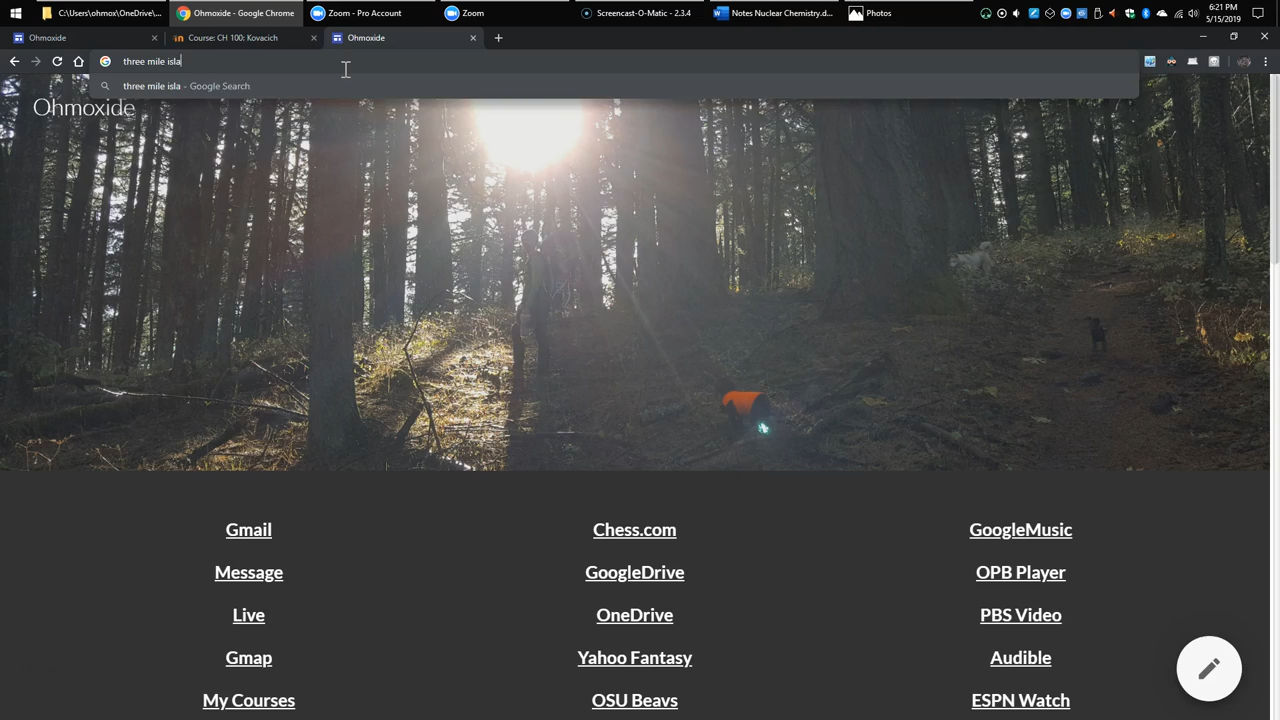 C:\Users\ohmox\OneDrive\...
Ohmoxide - Google Chrome
Zoom - Pro Account
Zoom
Screencast-O-Matic - 2.3.4
Notes Nuclear Chemistry.d...
Photos
6:21 PM
5/15/2019
Ohmoxide
Course: CH 100: Kovacich
Ohmoxide
three mile isla
three mile isla - Google Search
Ohmoxide
Gmail
Chess.com
GoogleMusic
Message
GoogleDrive
OPB Player
Live
OneDrive
PBS Video
Gmap
Yahoo Fantasy
Audible
My Courses
OSU Beavs
ESPN Watch